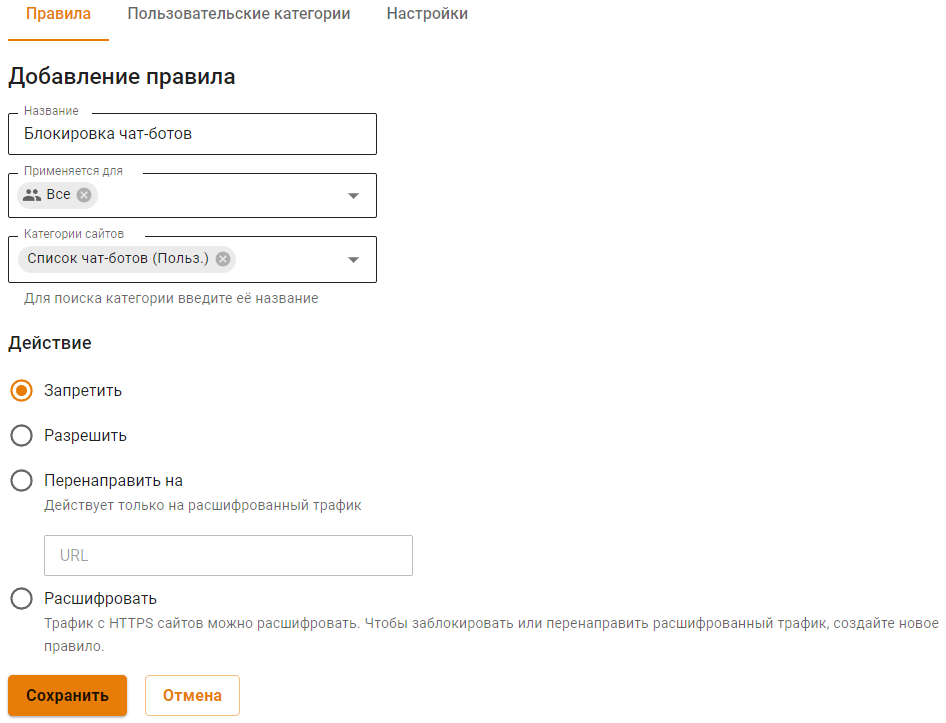 Правила Пользовательские категории Настройки
Добавление правила
Название
Блокировка чат-ботов
Применяется для
Все
Категории сайтов
Список чат-ботов (Польз.)
Для поиска категории введите её название
Действие
Запретить
Разрешить
Перенаправить на
Действует только на расшифрованный трафик
URL
Расшифровать
Трафик с HTTPS сайтов можно расшифровать. Чтобы заблокировать или перенаправить расшифрованный трафик, создайте новое
правило.
Сохранить Отмена